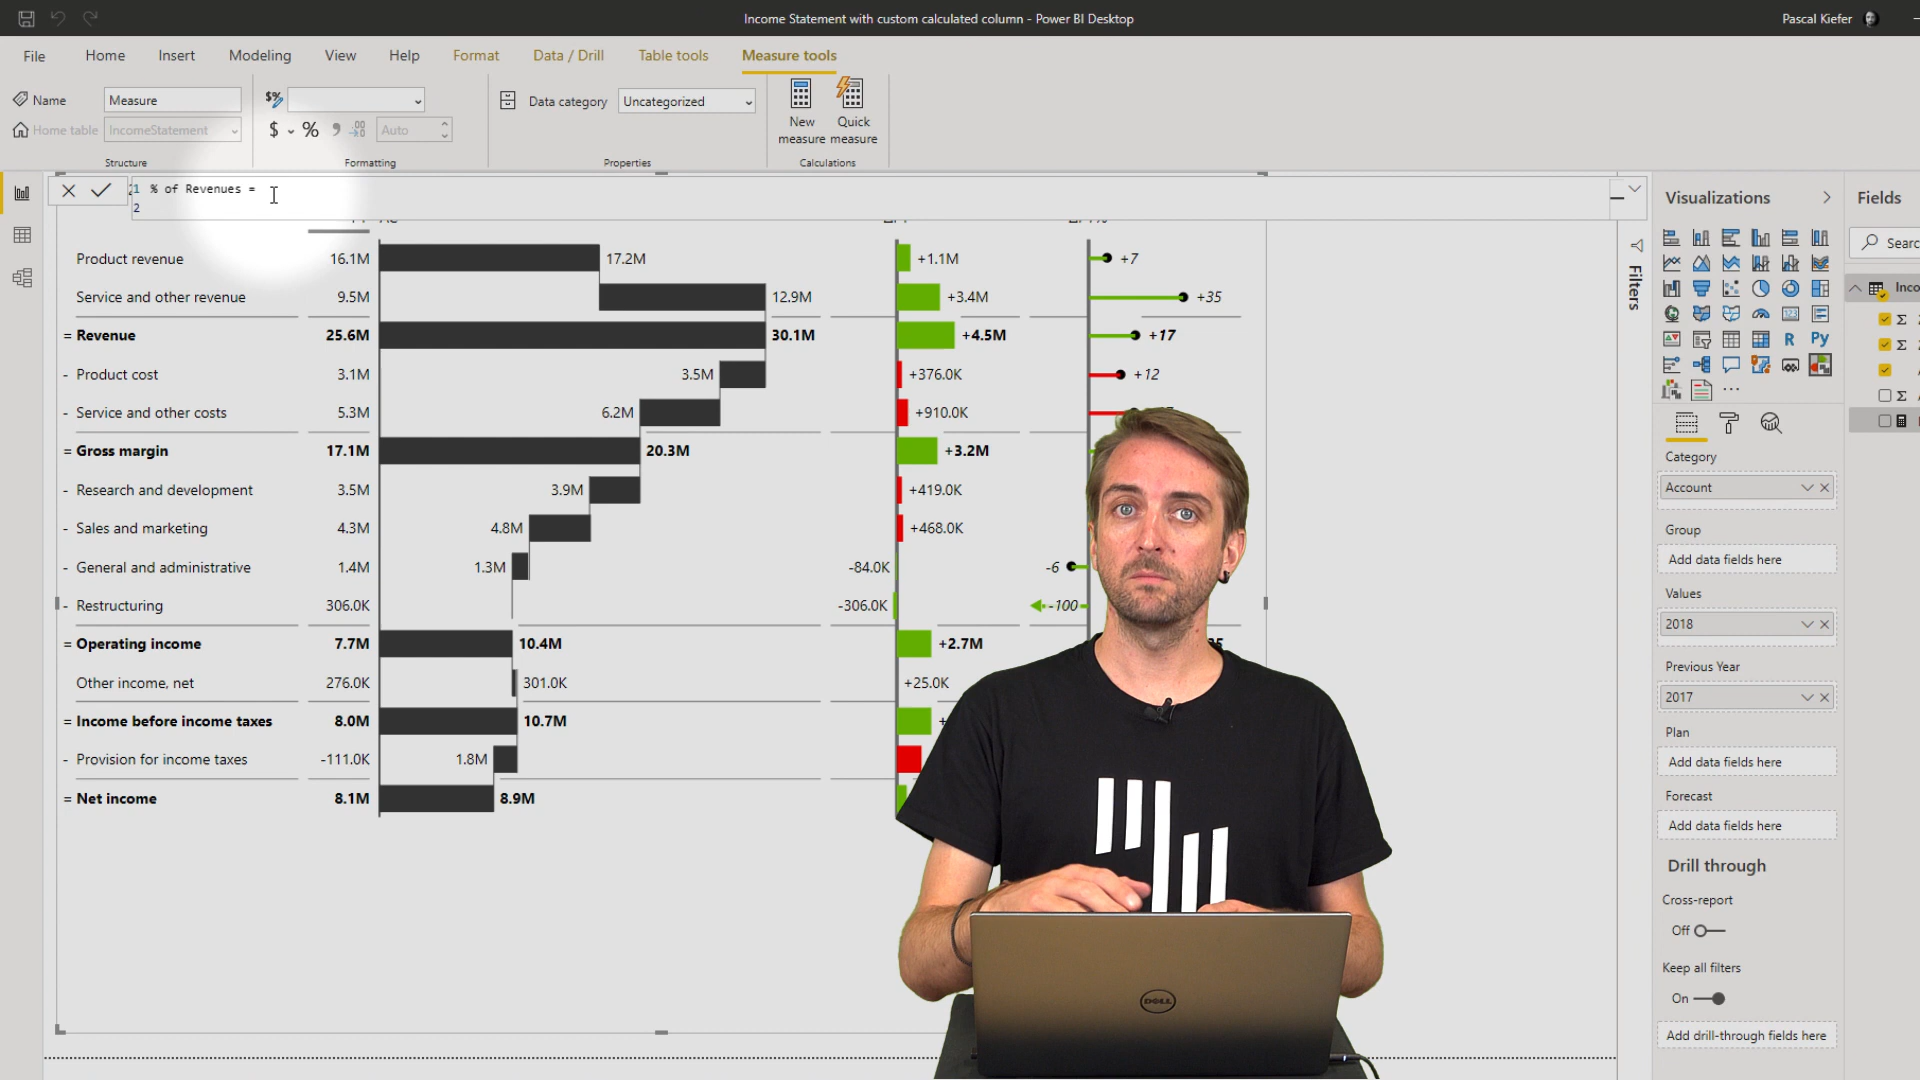 Income Statement with custom calculated column - Power BI Desktop
Pascal Kiefer
File Home Insert Modeling View Help Format Data / Drill Table tools Measure tools
Name Measure
Home table IncomeStatement
Structure
$ % Auto
Formatting
Data category Uncategorized
Properties
New measure
Quick measure
Calculations
1 % of Revenues =
2
Product revenue 16.1M 17.2M +1.1M +7
Service and other revenue 9.5M 12.9M +3.4M +35
= Revenue 25.6M 30.1M +4.5M +17
- Product cost 3.1M 3.5M +376.0K +12
- Service and other costs 5.3M 6.2M +910.0K
= Gross margin 17.1M 20.3M +3.2M
- Research and development 3.5M 3.9M +419.0K
- Sales and marketing 4.3M 4.8M +468.0K
- General and administrative 1.4M 1.3M -84.0K -6
- Restructuring 306.0K -306.0K -100
= Operating income 7.7M 10.4M +2.7M
Other income, net 276.0K 301.0K +25.0K
= Income before income taxes 8.0M 10.7M
- Provision for income taxes -111.0K 1.8M
= Net income 8.1M 8.9M
DELL
Filters
Visualizations
R Py
Category
Account
Group
Add data fields here
Values
2018
Previous Year
2017
Plan
Add data fields here
Forecast
Add data fields here
Drill through
Cross-report
Off
Keep all filters
On
Add drill-through fields here
Fields